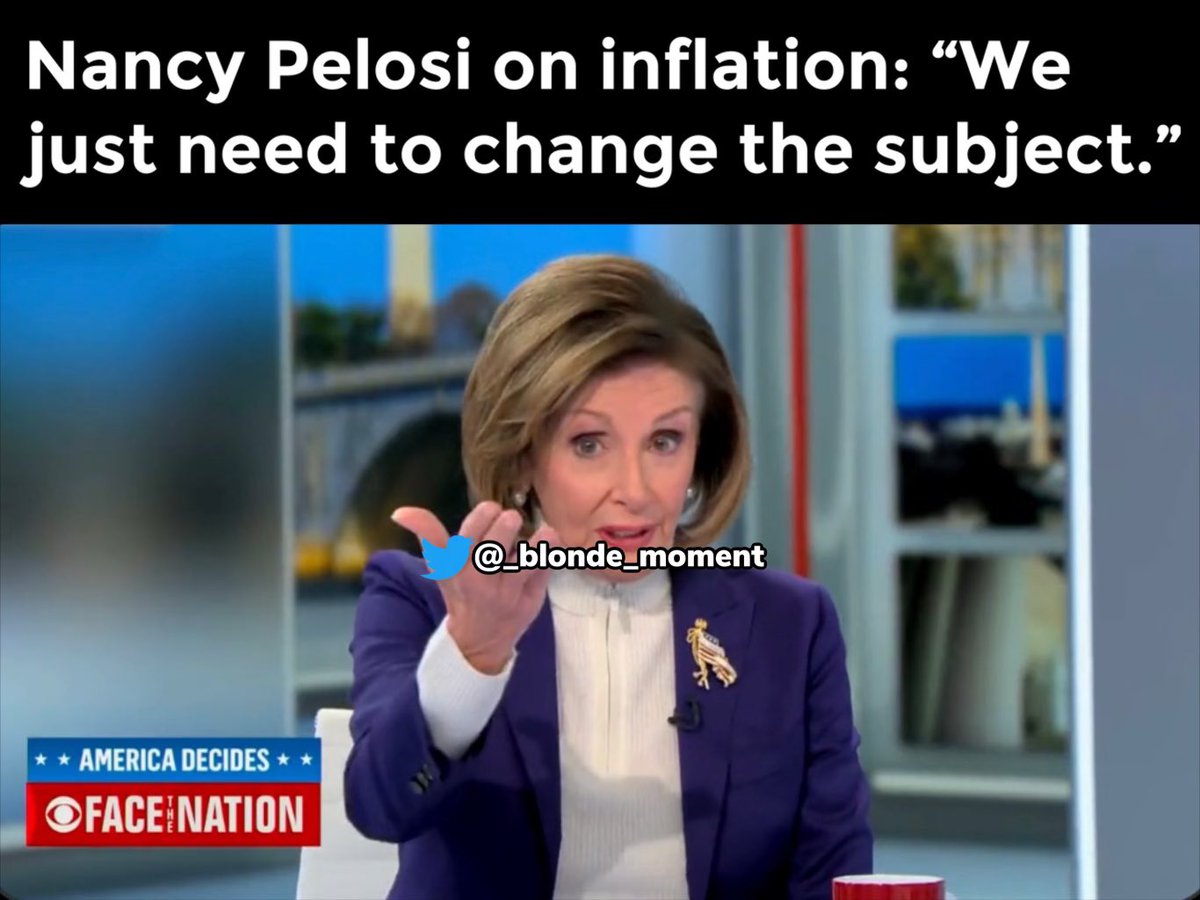 Nancy Pelosi on inflation: “We
just need to change the subject.”
@_blonde_moment
★ ★ AMERICA DECIDES ★ ★
FACE THE NATION